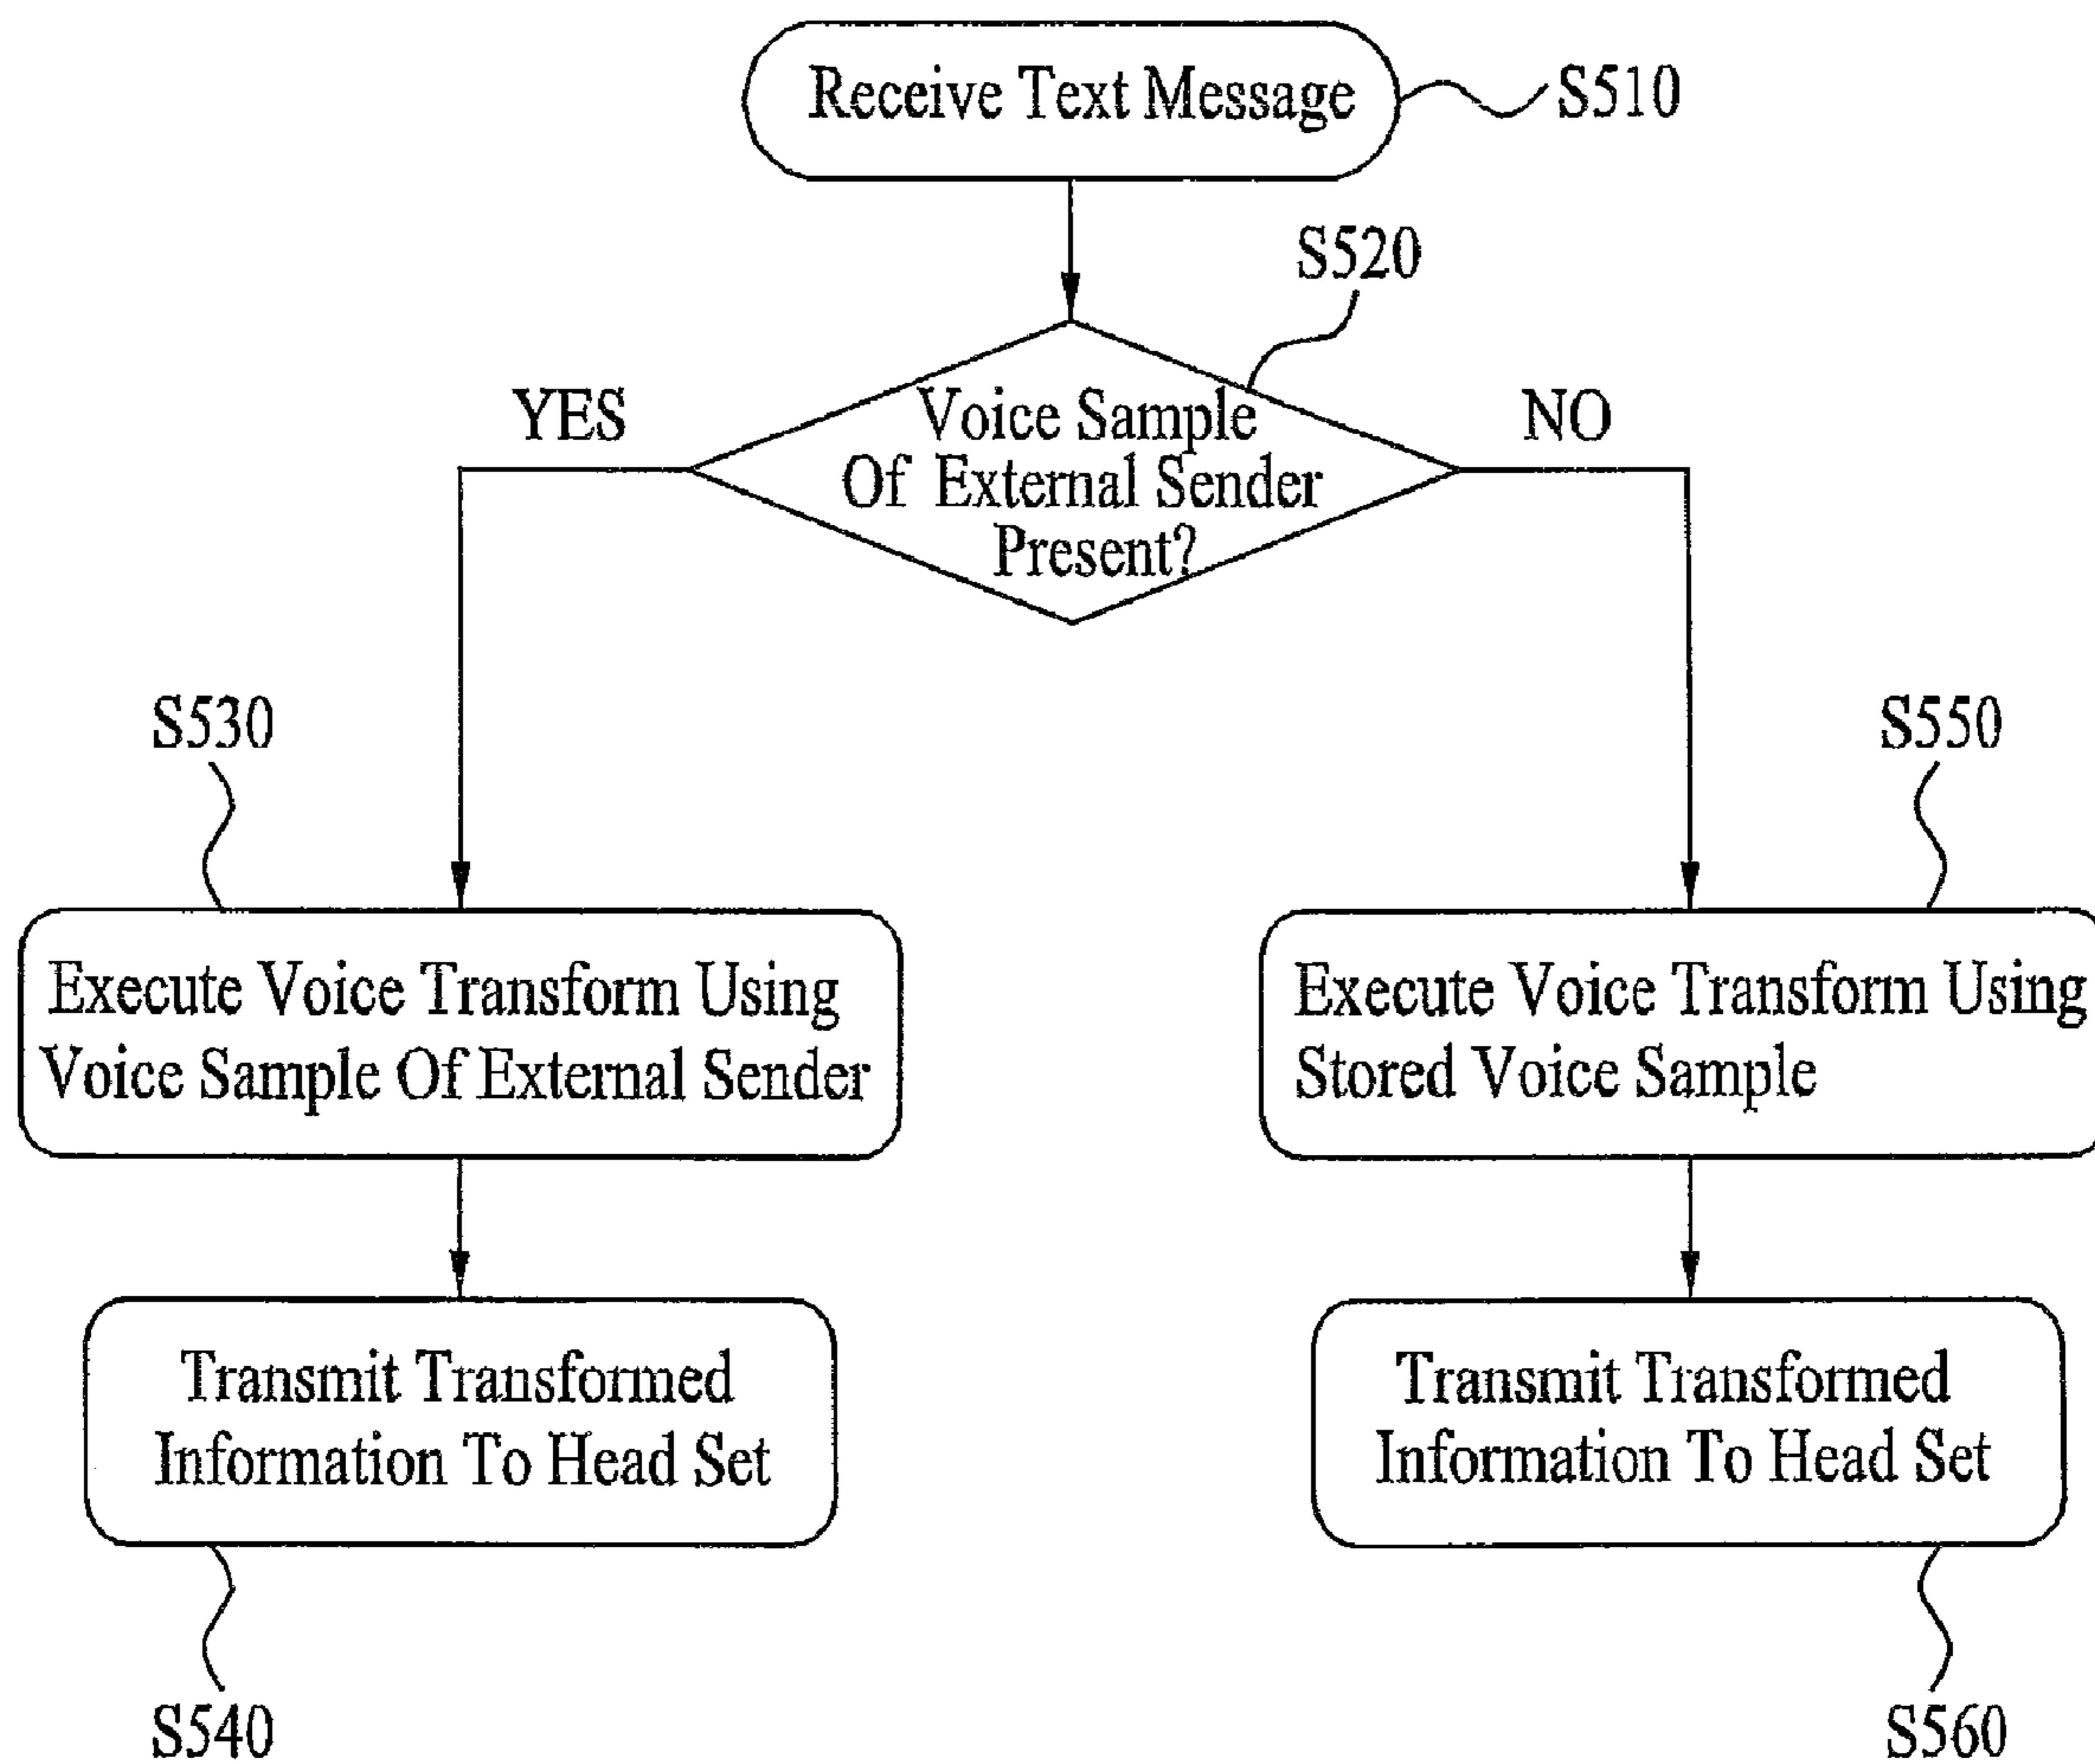 Receive Text Message
S510
S520
YES
Voice Sample
Of External Sender
Present?
NO
S530
S550
Execute Voice Transform Using
Voice Sample Of External Sender
Execute Voice Transform Using
Stored Voice Sample
Transmit Transformed
Information To Head Set
Transmit Transformed
Information To Head Set
S540
S560